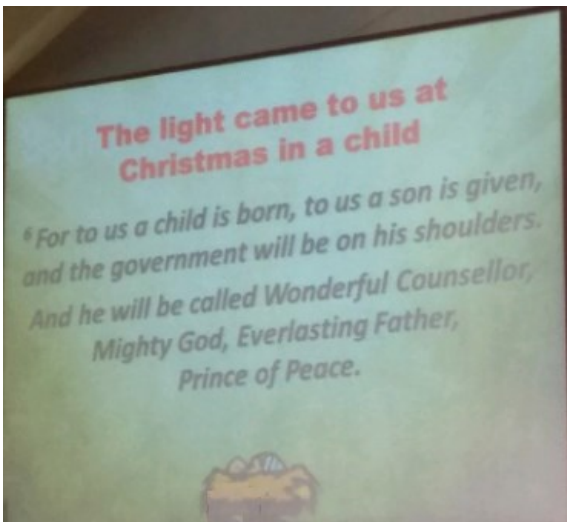 The light came to us at
Christmas in a child
⁶For to us a child is born, to us a son is given,
and the government will be on his shoulders.
And he will be called Wonderful Counsellor,
Mighty God, Everlasting Father,
Prince of Peace.